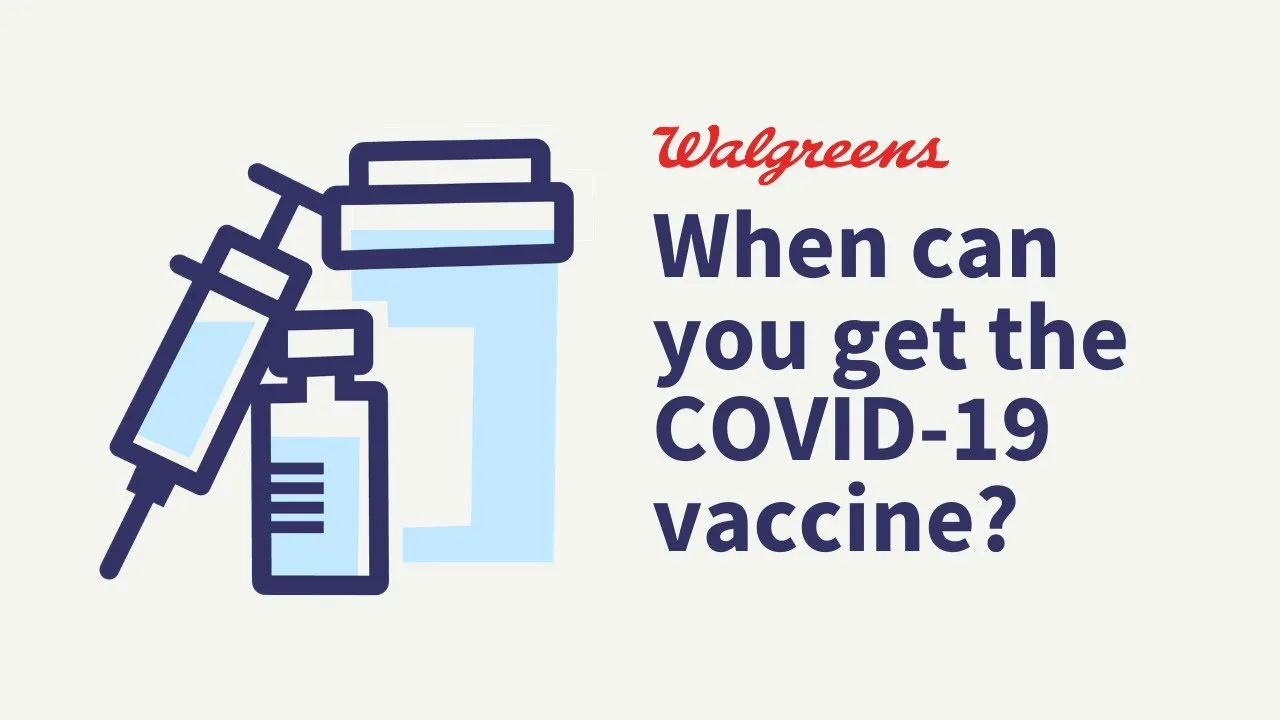 Walgreens
When can
you get the
COVID-19
vaccine?